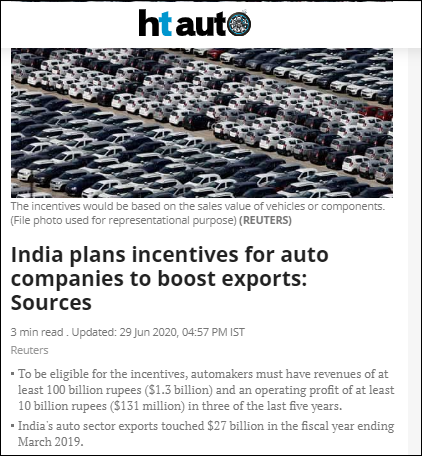 ht auto
The incentives would be based on the sales value of vehicles or components.
(File photo used for representational purpose) (REUTERS)
India plans incentives for auto
companies to boost exports:
Sources
3 min read . Updated: 29 Jun 2020, 04:57 PM IST
Reuters
▪ To be eligible for the incentives, automakers must have revenues of at
least 100 billion rupees ($1.3 billion) and an operating profit of at least
10 billion rupees ($131 million) in three of the last five years.
▪ India's auto sector exports touched $27 billion in the fiscal year ending
March 2019.